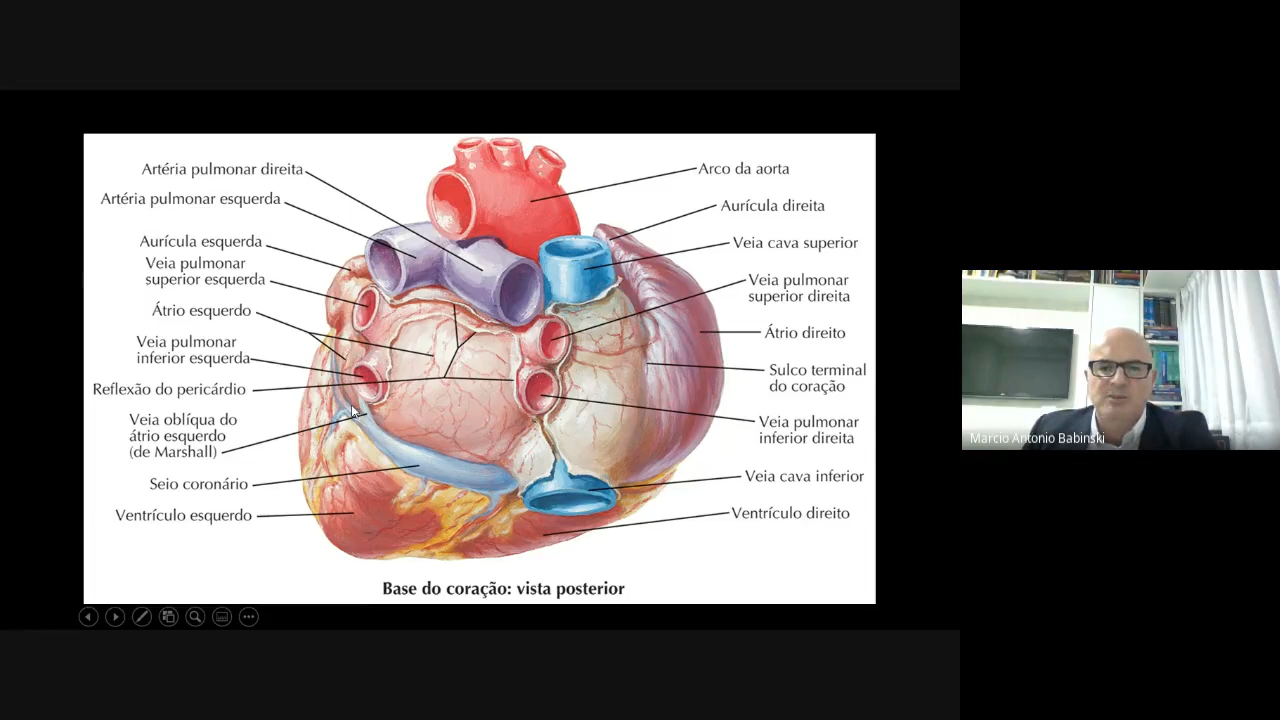 Artéria pulmonar direita
Artéria pulmonar esquerda
Aurícula esquerda
Veia pulmonar
superior esquerda
Átrio esquerdo
Veia pulmonar
inferior esquerda
Reflexão do pericárdio
Veia oblíqua do
átrio esquerdo
(de Marshall)
Seio coronário
Ventrículo esquerdo
Arco da aorta
Aurícula direita
Veia cava superior
Veia pulmonar
superior direita
Átrio direito
Sulco terminal
do coração
Veia pulmonar
inferior direita
Veia cava inferior
Ventrículo direito
Base do coração: vista posterior
Marcio Antonio Babinski